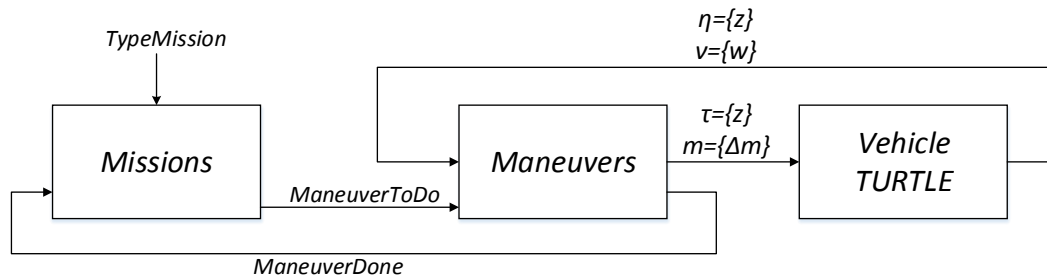 η={z}
ν={w}
TypeMission
τ={z}
m={Δm}
Missions
Maneuvers
Vehicle
TURTLE
ManeuverToDo
ManeuverDone